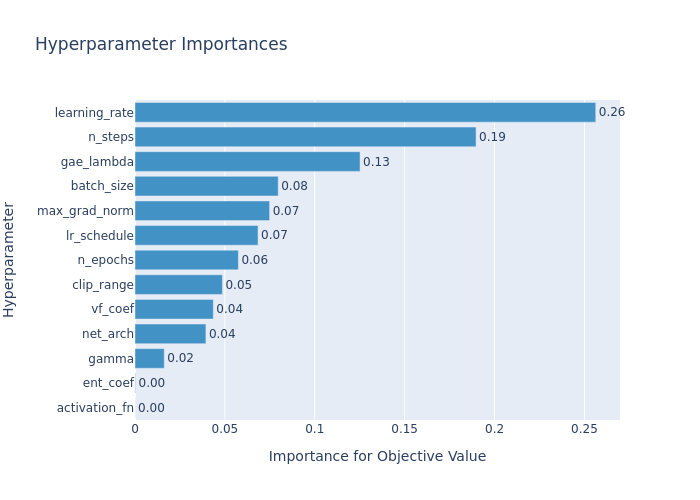 Hyperparameter Importances
Hyperparameter
learning_rate 0.26
n_steps 0.19
gae_lambda 0.13
batch_size 0.08
max_grad_norm 0.07
lr_schedule 0.07
n_epochs 0.06
clip_range 0.05
vf_coef 0.04
net_arch 0.04
gamma 0.02
ent_coef 0.00
activation_fn 0.00
0 0.05 0.1 0.15 0.2 0.25
Importance for Objective Value